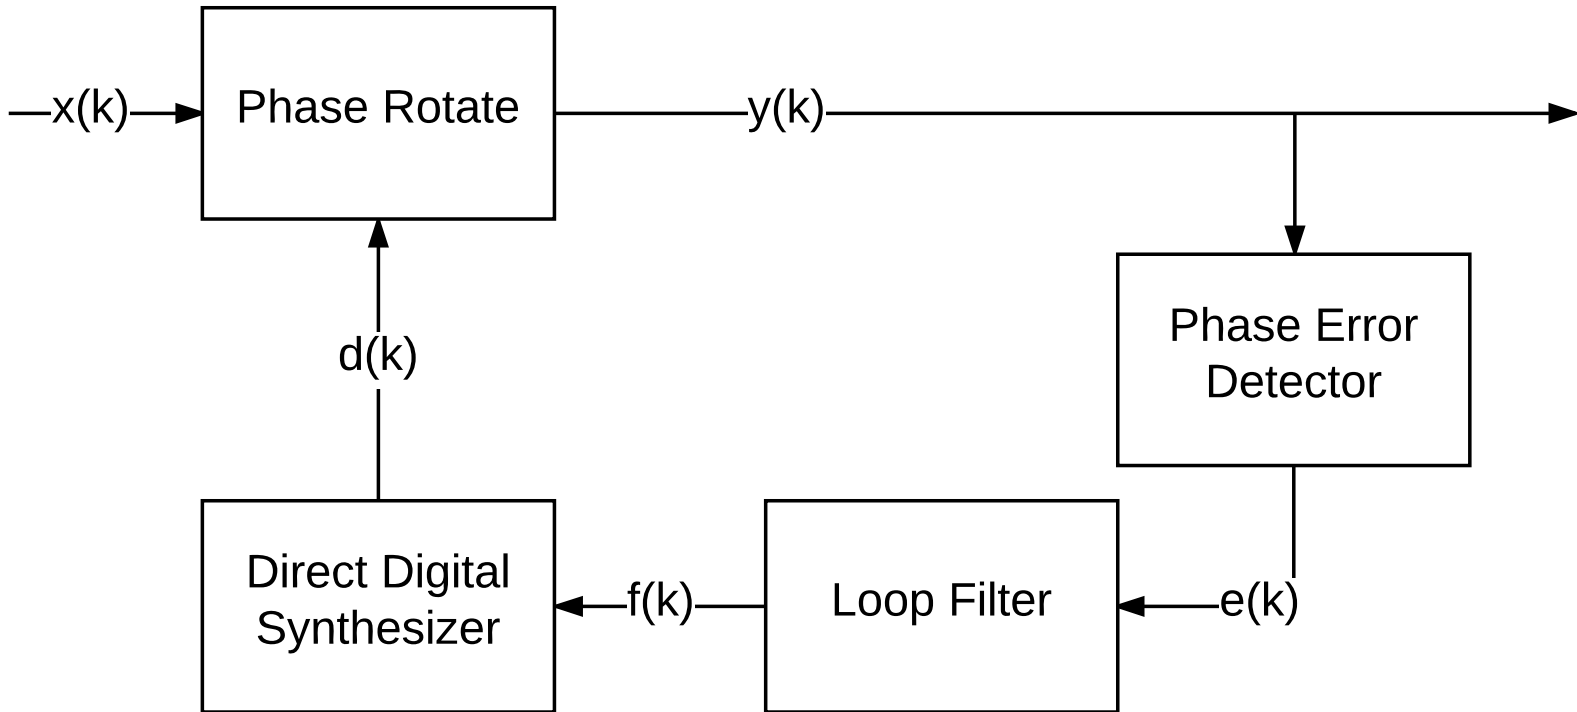 x(k)
Phase Rotate
y(k)
Phase Error
Detector
d(k)
Direct Digital
Synthesizer
f(k)
Loop Filter
e(k)